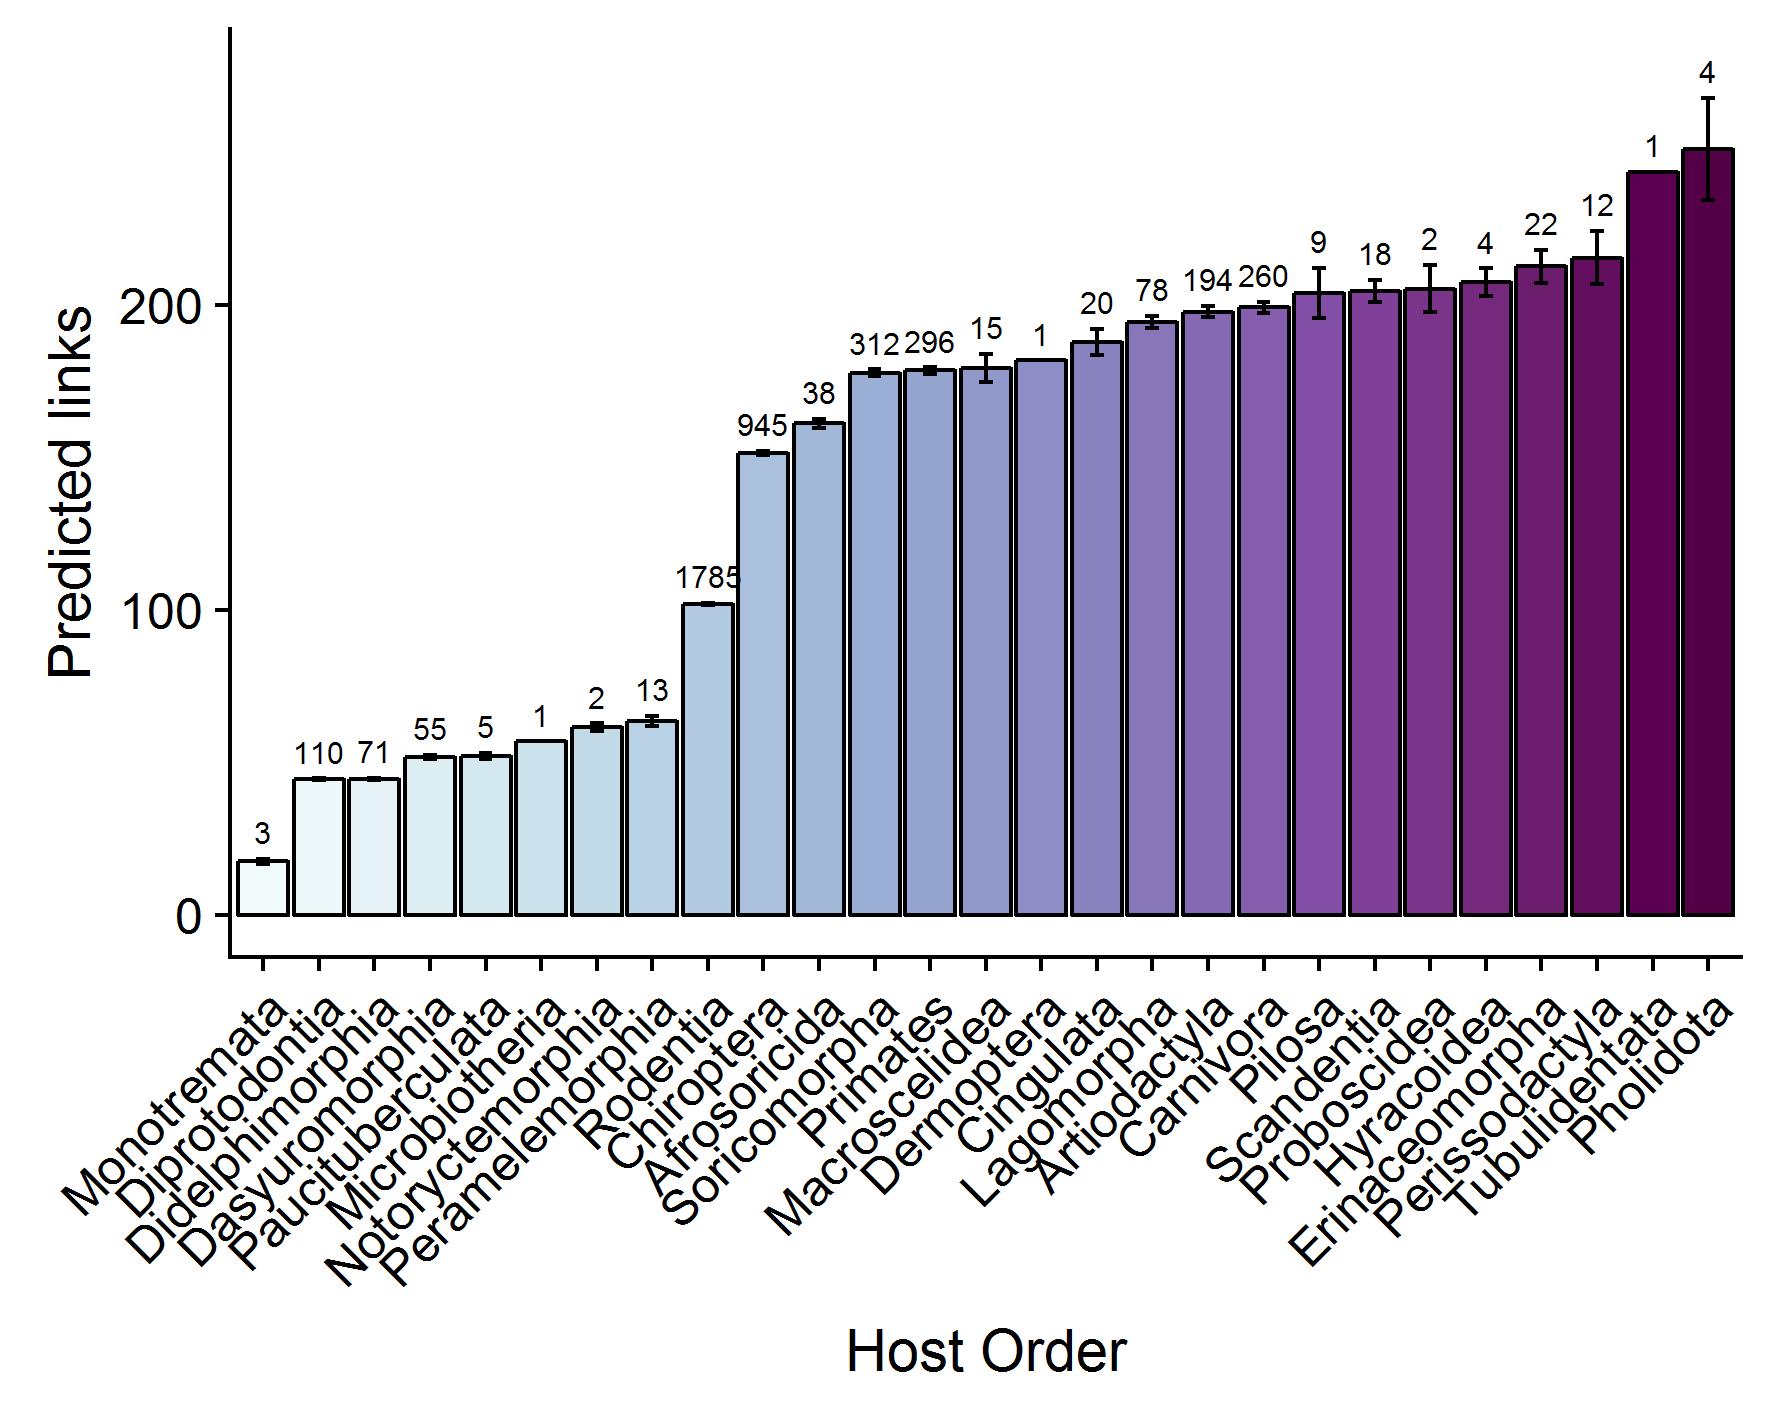 4
1
12
22
4
2
18
9
260
194
78
20
1
15
296
312
38
945
1785
13
2
1
5
55
71
110
3
Predicted links
200
100
0
Monotremata
Diprotodontia
Didelphimorphia
Dasyuromorphia
Paucituberculata
Microbiotheria
Notoryctemorphia
Peramelemorphia
Rodentia
Chiroptera
Afrosoricida
Soricomorpha
Primates
Macroscelidea
Dermoptera
Cingulata
Lagomorpha
Artiodactyla
Carnivora
Pilosa
Scandentia
Proboscidea
Hyracoidea
Erinaceomorpha
Perissodactyla
Tubulidentata
Pholidota
Host Order